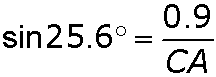 sin25.6° = 0.9/CA